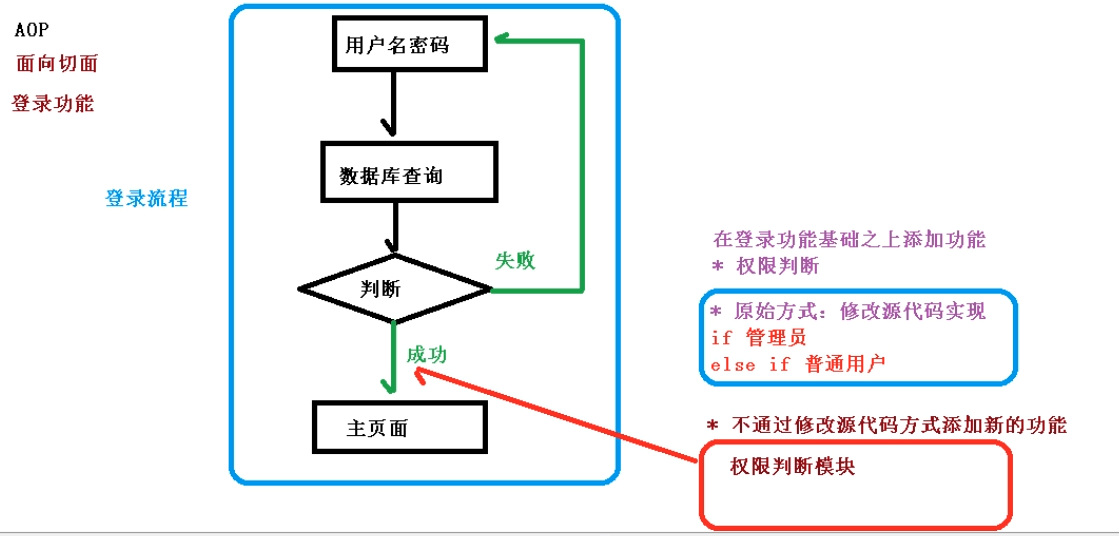 AOP
面向切面
登录功能
登录流程
用户名密码
数据库查询
判断
失败
成功
主页面
在登录功能基础之上添加功能
* 权限判断
* 原始方式：修改源代码实现
if 管理员
else if 普通用户
* 不通过修改源代码方式添加新的功能
权限判断模块